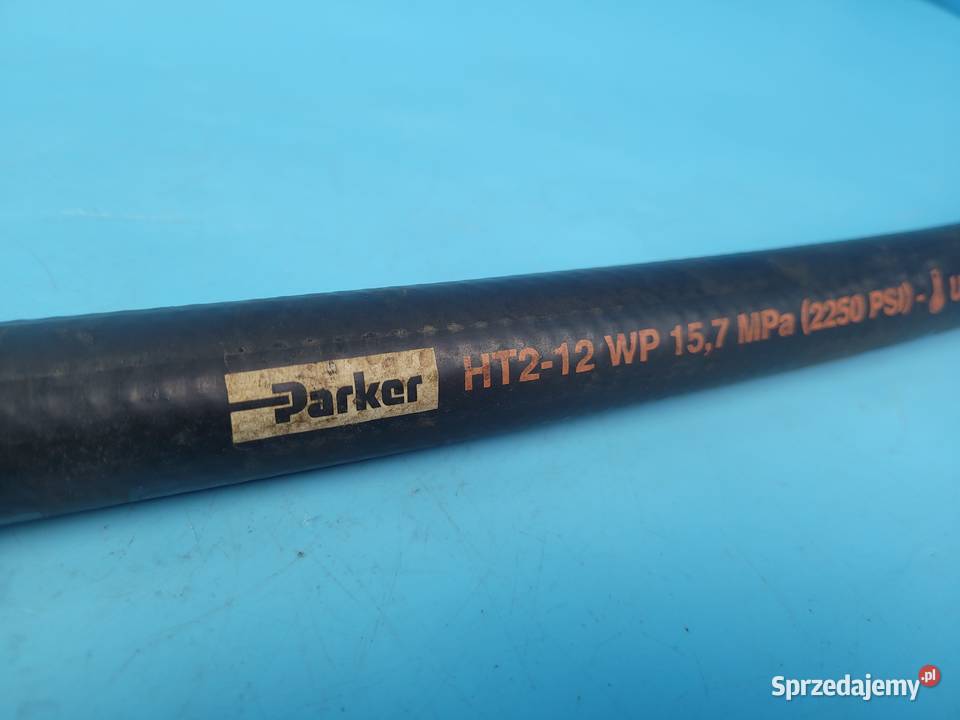 Parker HT2-12 WP 15,7 MPa (2250 PSI) - U
Sprzedajemy.pl